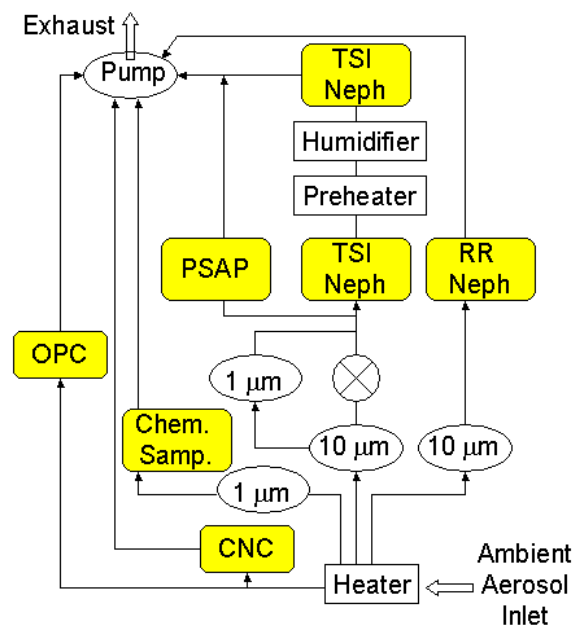 Exhaust
Pump
TSI
Neph
Humidifier
Preheater
PSAP
TSI
Neph
RR
Neph
OPC
1 μm
Chem.
Samp.
10 μm
10 μm
1 μm
CNC
Heater
Ambient
Aerosol
Inlet